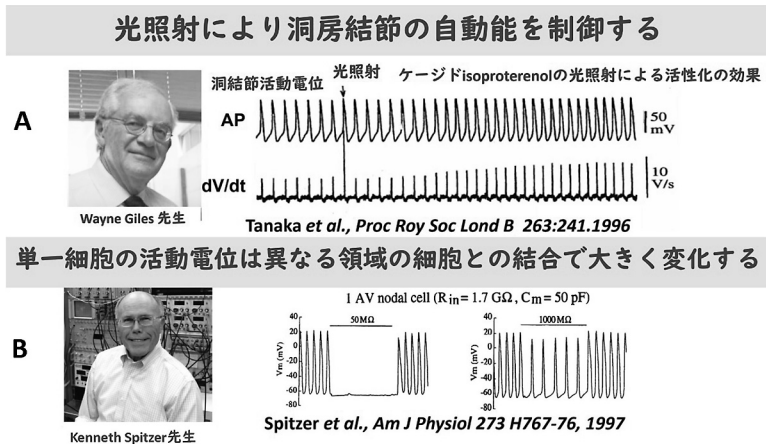 光照射により洞房結節の自動能を制御する
A
洞結節活動電位
光照射
ケージドisoproterenolの光照射による活性化の効果
AP
50
mV
dV/dt
10
V/s
Wayne Giles 先生
Tanaka et al., Proc Roy Soc Lond B 263:241.1996
単一細胞の活動電位は異なる領域の細胞との結合で大きく変化する
B
1 AV nodal cell (Rin = 1.7 GΩ, Cm = 50 pF)
50MΩ
1000MΩ
Vm (mV)
40
20
0
-20
-40
-60
-80
Vm (mV)
40
20
0
-20
-40
-60
-80
Kenneth Spitzer先生
Spitzer et al., Am J Physiol 273 H767-76, 1997